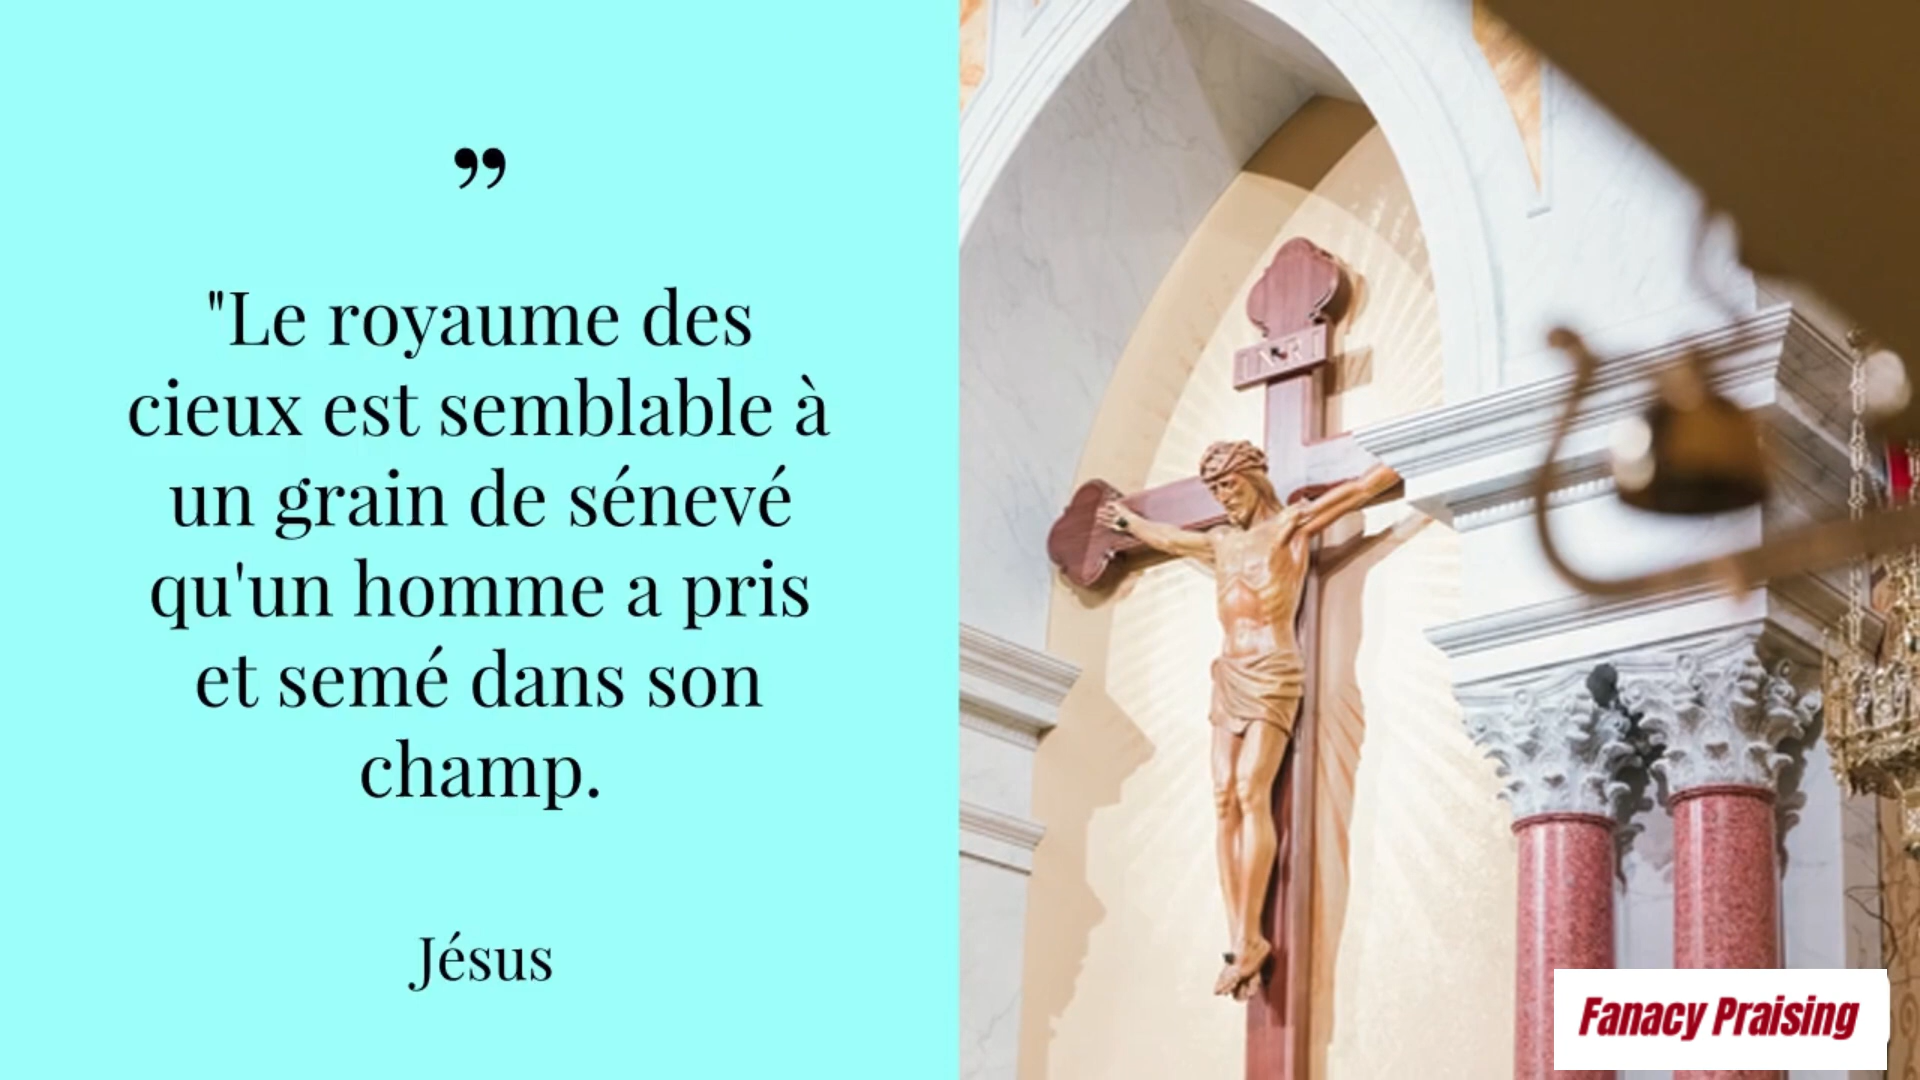 ”
"Le royaume des
cieux est semblable à
un grain de sénevé
qu'un homme a pris
et semé dans son
champ.
Jésus
INRI
Fanacy Praising